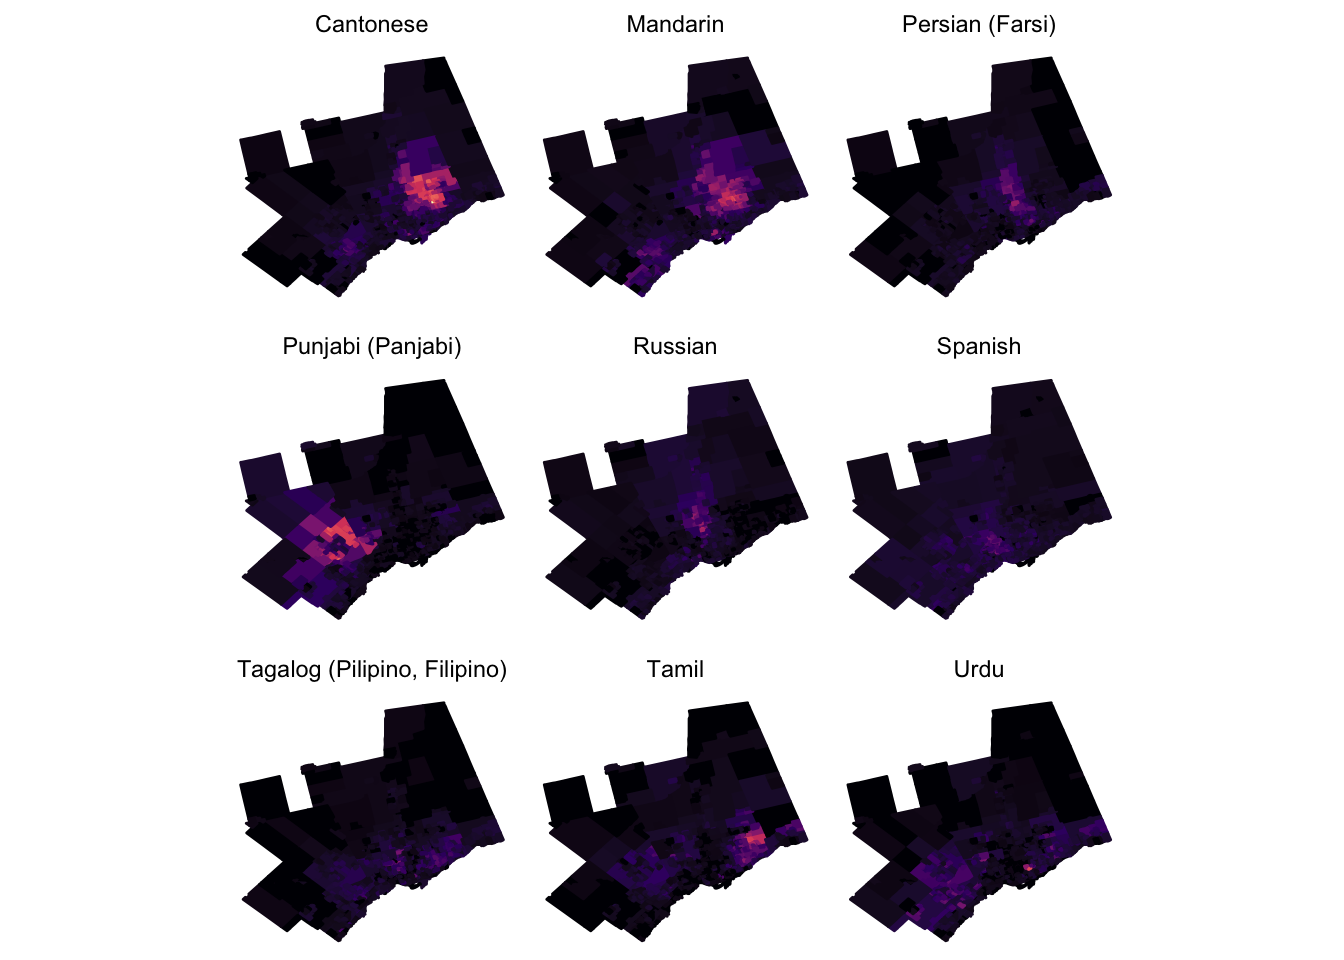 Cantonese
Mandarin
Persian (Farsi)
Punjabi (Panjabi)
Russian
Spanish
Tagalog (Pilipino, Filipino)
Tamil
Urdu